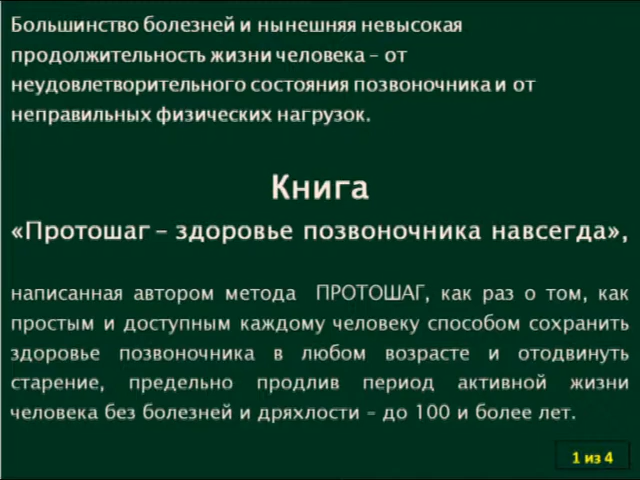 Большинство болезней и нынешняя невысокая
продолжительность жизни человека – от
неудовлетворительного состояния позвоночника и от
неправильных физических нагрузок.
Книга
«Протошаг – здоровье позвоночника навсегда»,
написанная автором метода ПРОТОШАГ, как раз о том, как
простым и доступным каждому человеку способом сохранить
здоровье позвоночника в любом возрасте и отодвинуть
старение, предельно продлив период активной жизни
человека без болезней и дряхлости – до 100 и более лет.
1 из 4